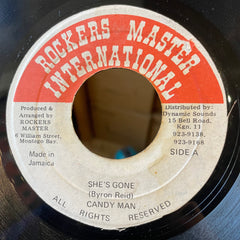 ROCKERS MASTER
INTERNATIONAL
Produced &
Arranged by
ROCKERS
MASTER
6 William Street,
Montego Bay.
Distributed by:
Dynamic Sounds
15 Bell Road,
Kgn. 11
923-9138,
923-9168
Made in
Jamaica
SIDE A
SHE'S GONE
(Byron Reid)
CANDY MAN
ALL RIGHTS RESERVED